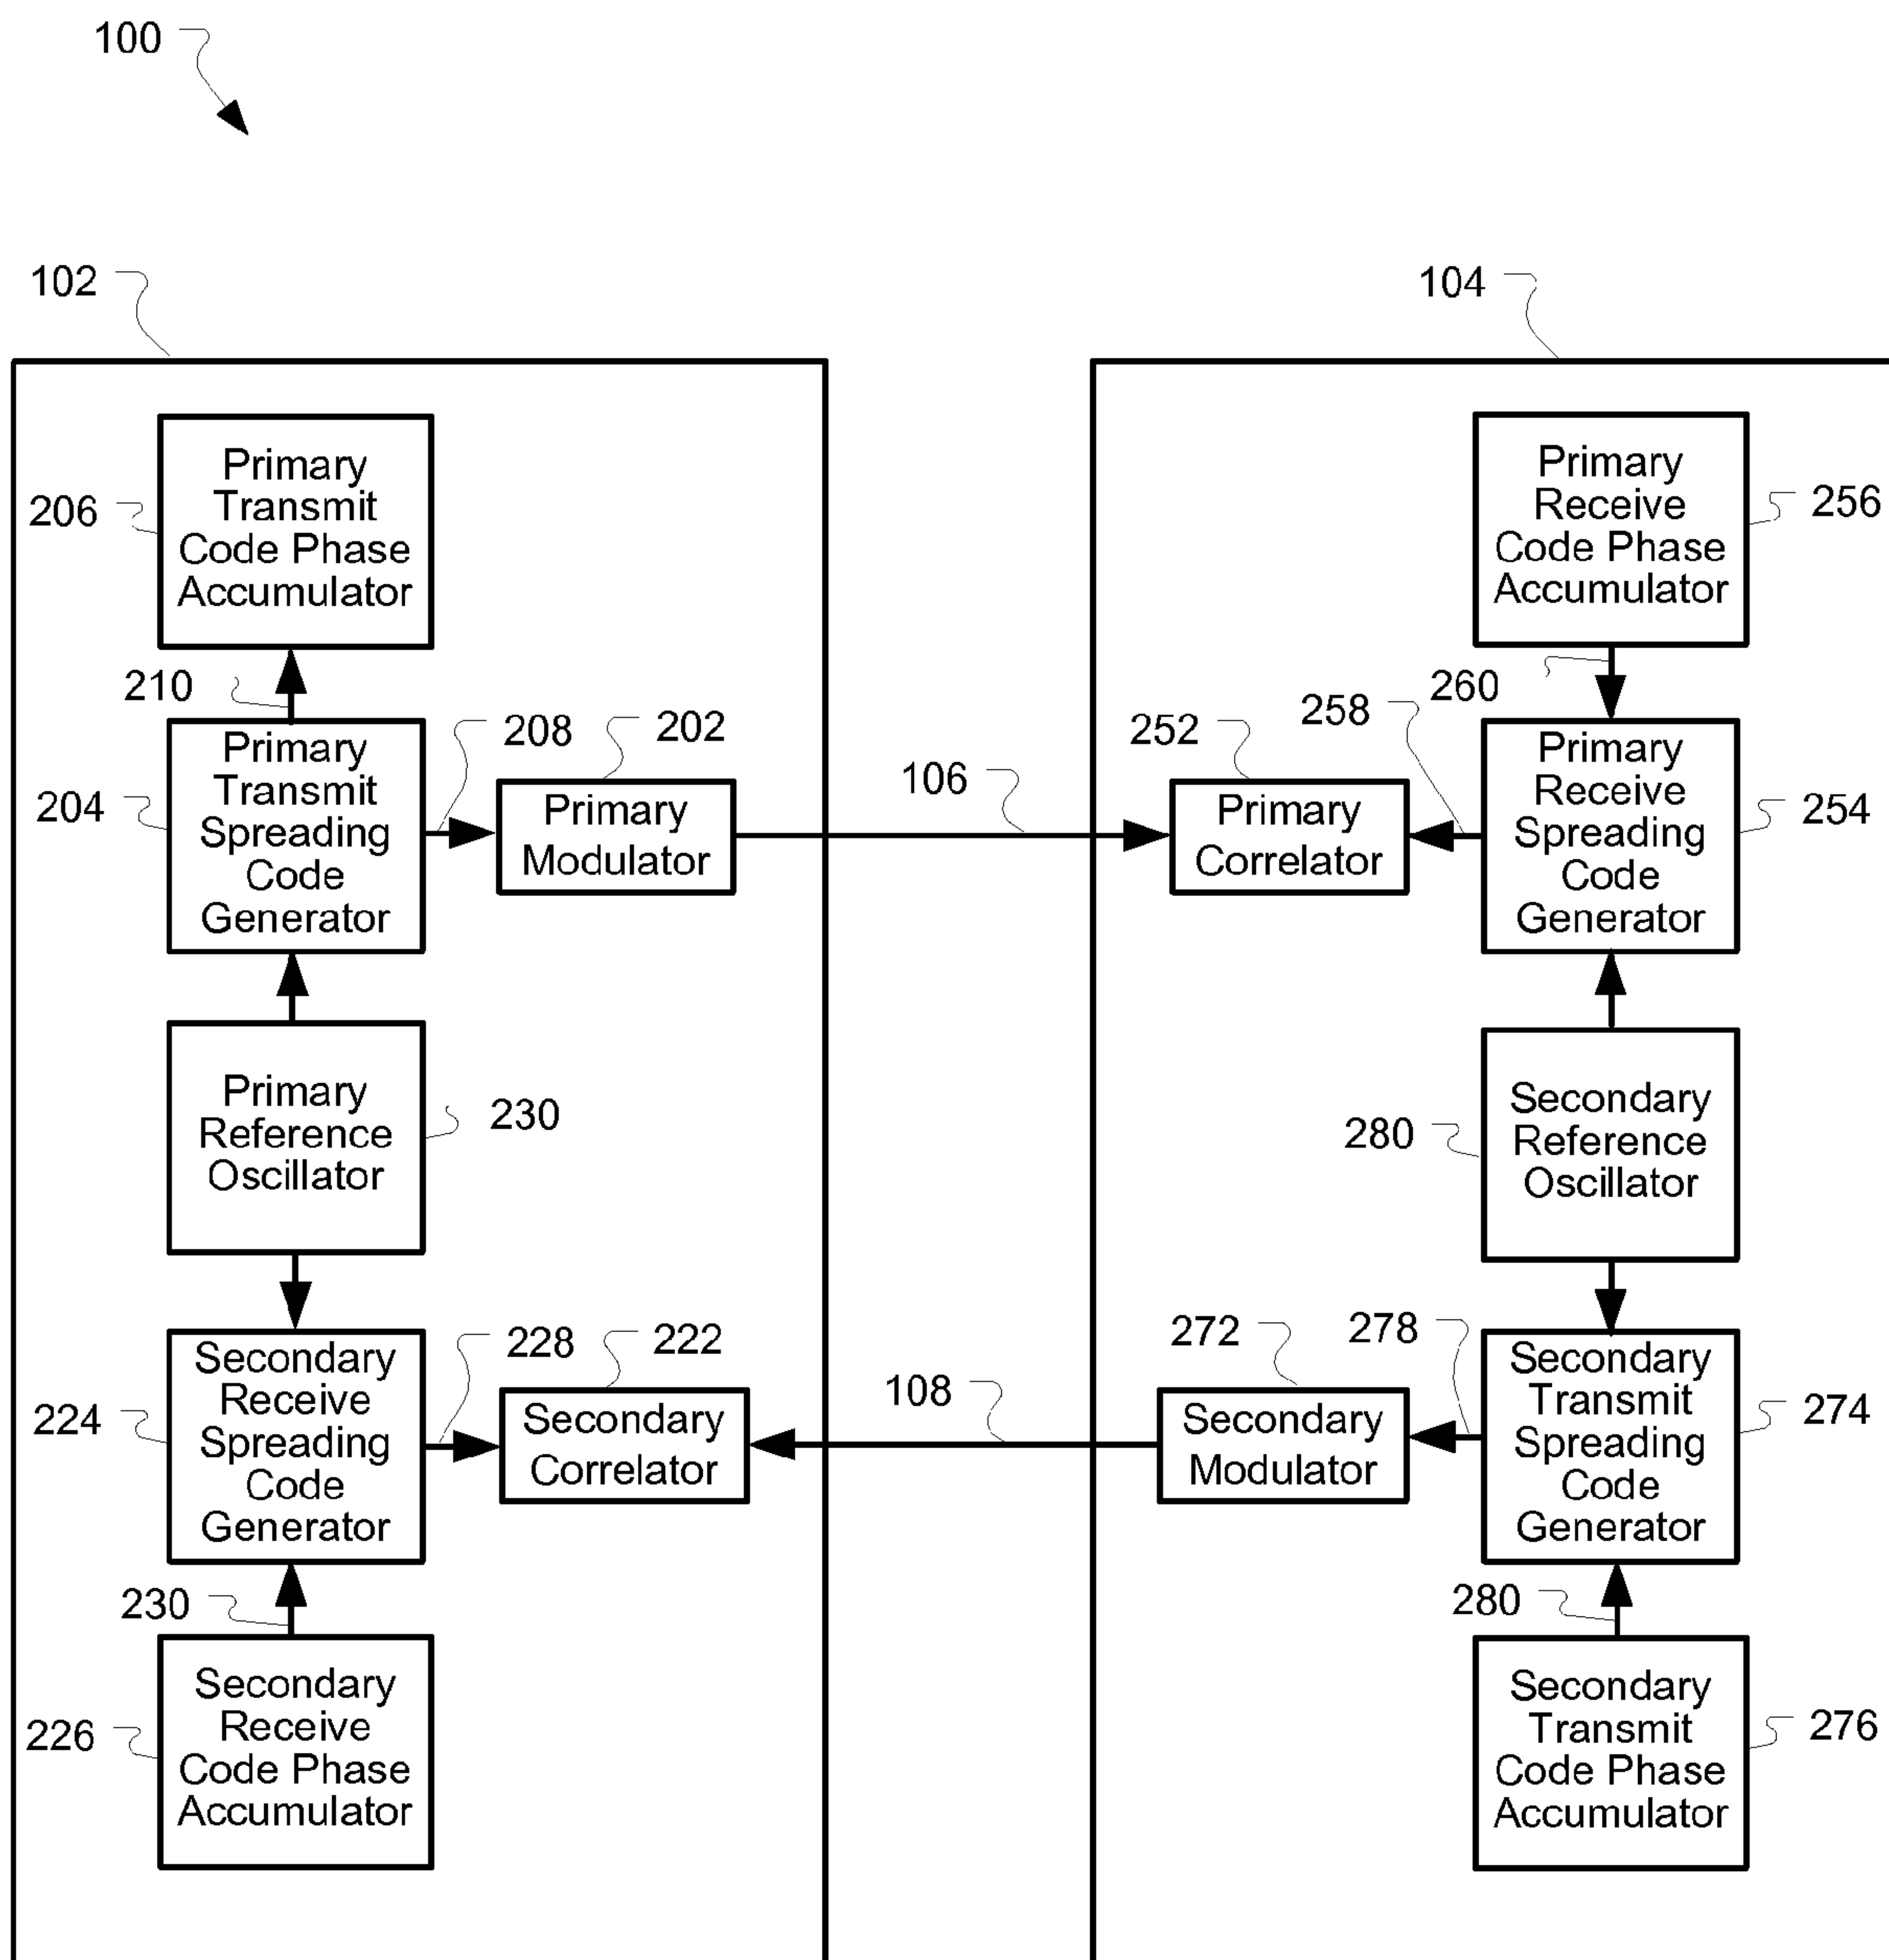 100
102
104
Primary
Transmit
Code Phase
Accumulator
206
Primary
Receive
Code Phase
Accumulator
256
210
260
Primary
Transmit
Spreading
Code
Generator
204
208
202
Primary
Modulator
106
252
Primary
Correlator
258
Primary
Receive
Spreading
Code
Generator
254
Primary
Reference
Oscillator
230
280
Secondary
Reference
Oscillator
224
Secondary
Receive
Spreading
Code
Generator
228
222
Secondary
Correlator
108
272
Secondary
Modulator
278
Secondary
Transmit
Spreading
Code
Generator
274
230
280
226
Secondary
Receive
Code Phase
Accumulator
Secondary
Transmit
Code Phase
Accumulator
276